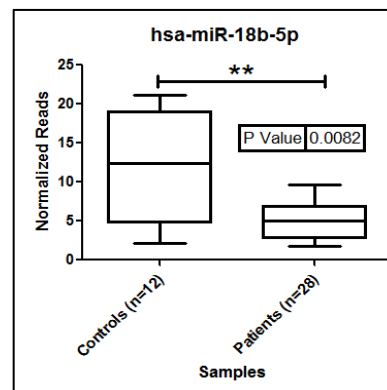 hsa-miR-18b-5p
25
20
15
10
5
0
Normalized Reads
**
P Value 0.0082
Controls (n=12)
Patients (n=28)
Samples